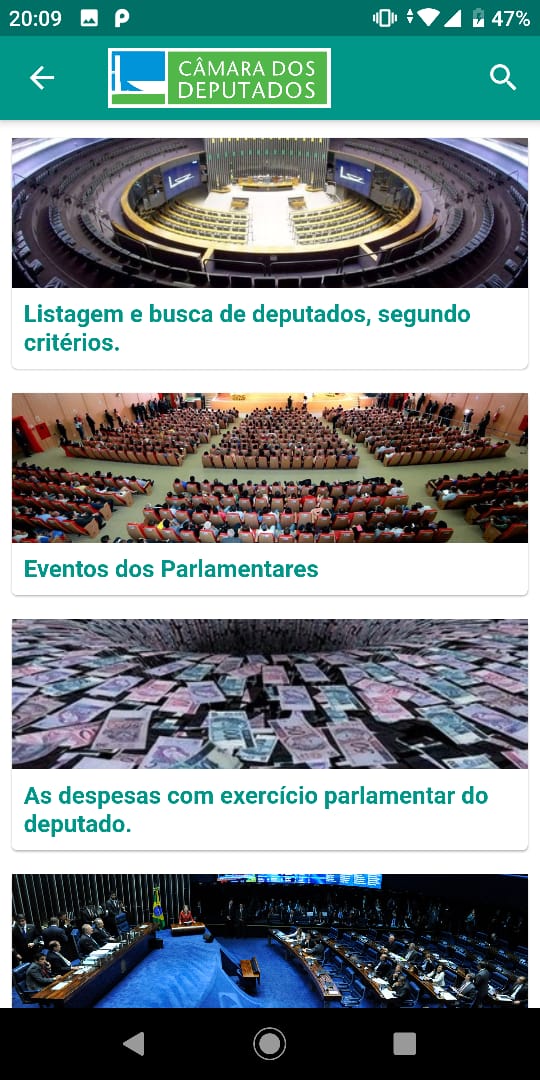 20:09
47%
CÂMARA DOS
DEPUTADOS
Listagem e busca de deputados, segundo
critérios.
Eventos dos Parlamentares
As despesas com exercício parlamentar do
deputado.